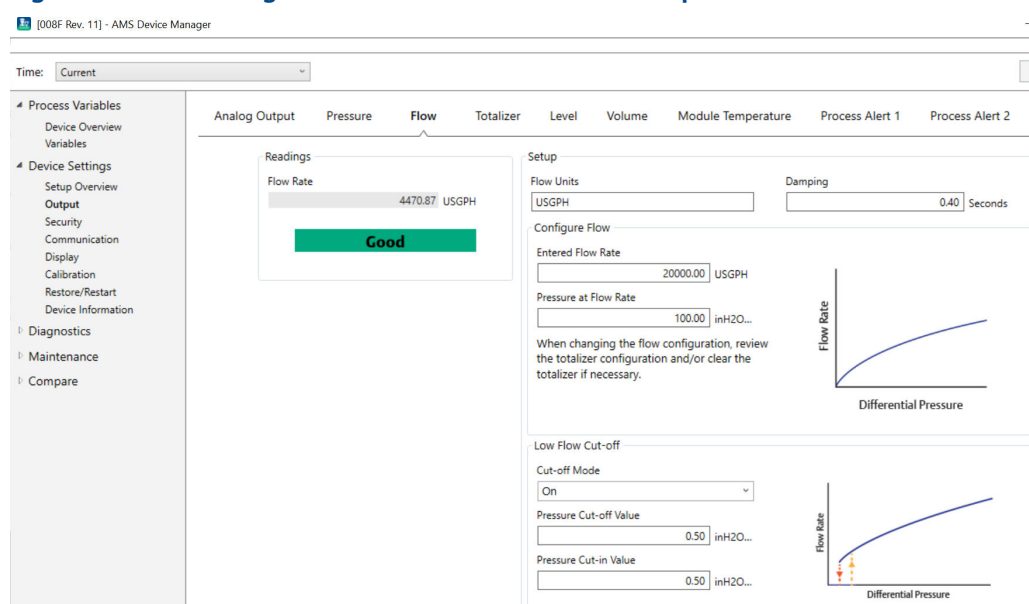 [008F Rev. 11] - AMS Device Manager
Time: Current
Process Variables
Device Overview
Variables
Device Settings
Setup Overview
Output
Security
Communication
Display
Calibration
Restore/Restart
Device Information
Diagnostics
Maintenance
Compare
Analog Output Pressure Flow Totalizer Level Volume Module Temperature Process Alert 1 Process Alert 2
Readings
Flow Rate
4470.87 USGPH
Good
Setup
Flow Units
USGPH
Damping
0.40 Seconds
Configure Flow
Entered Flow Rate
20000.00 USGPH
Pressure at Flow Rate
100.00 inH2O...
When changing the flow configuration, review
the totalizer configuration and/or clear the
totalizer if necessary.
Flow Rate
Differential Pressure
Low Flow Cut-off
Cut-off Mode
On
Pressure Cut-off Value
0.50 inH2O...
Pressure Cut-in Value
0.50 inH2O...
Flow Rate
Differential Pressure